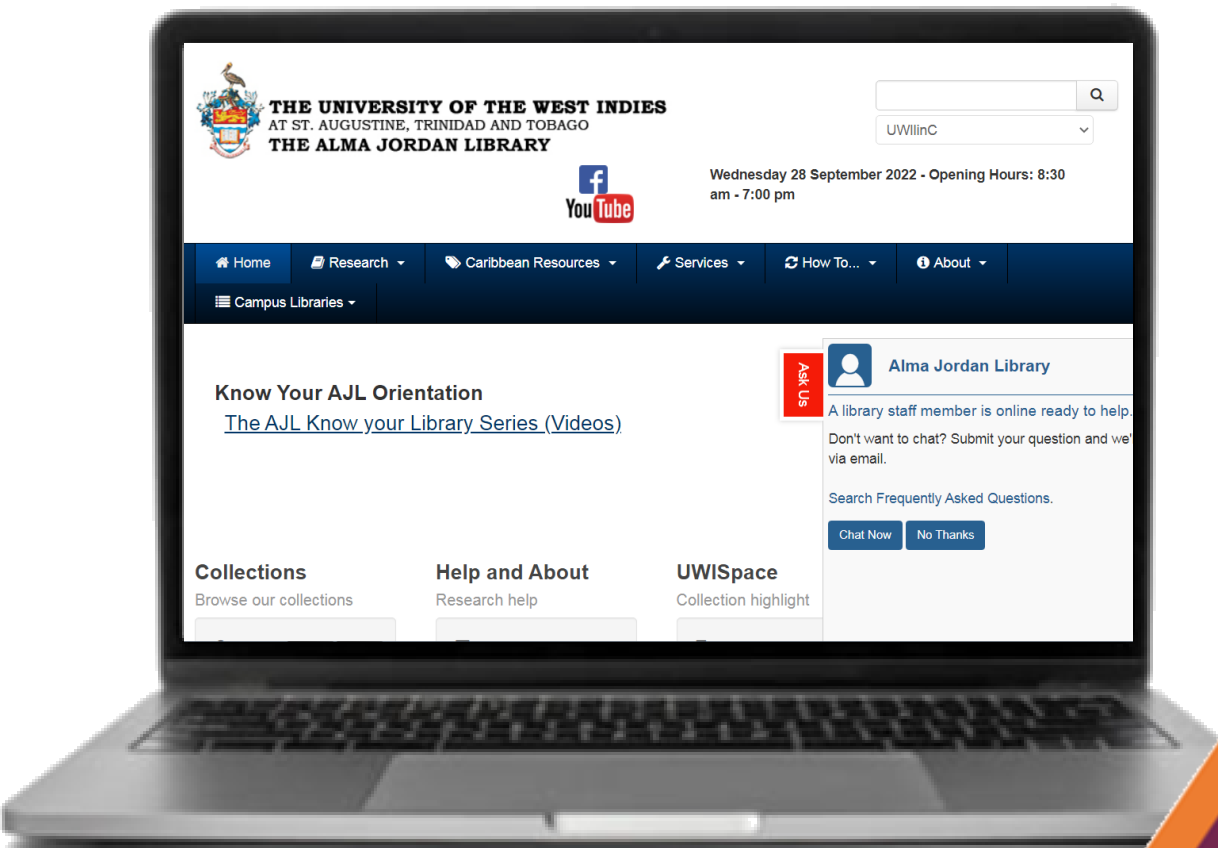 THE UNIVERSITY OF THE WEST INDIES
AT ST. AUGUSTINE, TRINIDAD AND TOBAGO
THE ALMA JORDAN LIBRARY
UWIlinC
f
YouTube
Wednesday 28 September 2022 - Opening Hours: 8:30
am - 7:00 pm
Home Research Caribbean Resources Services How To... About
Campus Libraries
Know Your AJL Orientation
The AJL Know your Library Series (Videos)
Ask Us
Alma Jordan Library
A library staff member is online ready to help.
Don't want to chat? Submit your question and we'
via email.
Search Frequently Asked Questions.
Chat Now No Thanks
Collections Help and About UWISpace
Browse our collections Research help Collection highlight